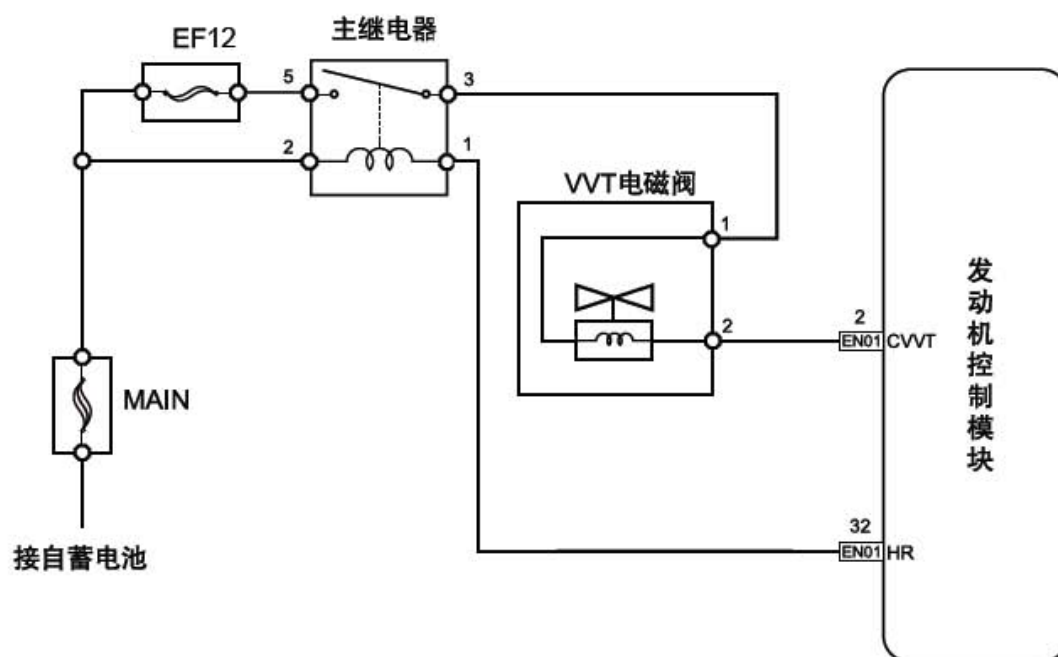 主继电器
EF12
5
3
2
1
VVT电磁阀
1
2
发动机控制模块
2
EN01
CVVT
MAIN
32
EN01
HR
接自蓄电池